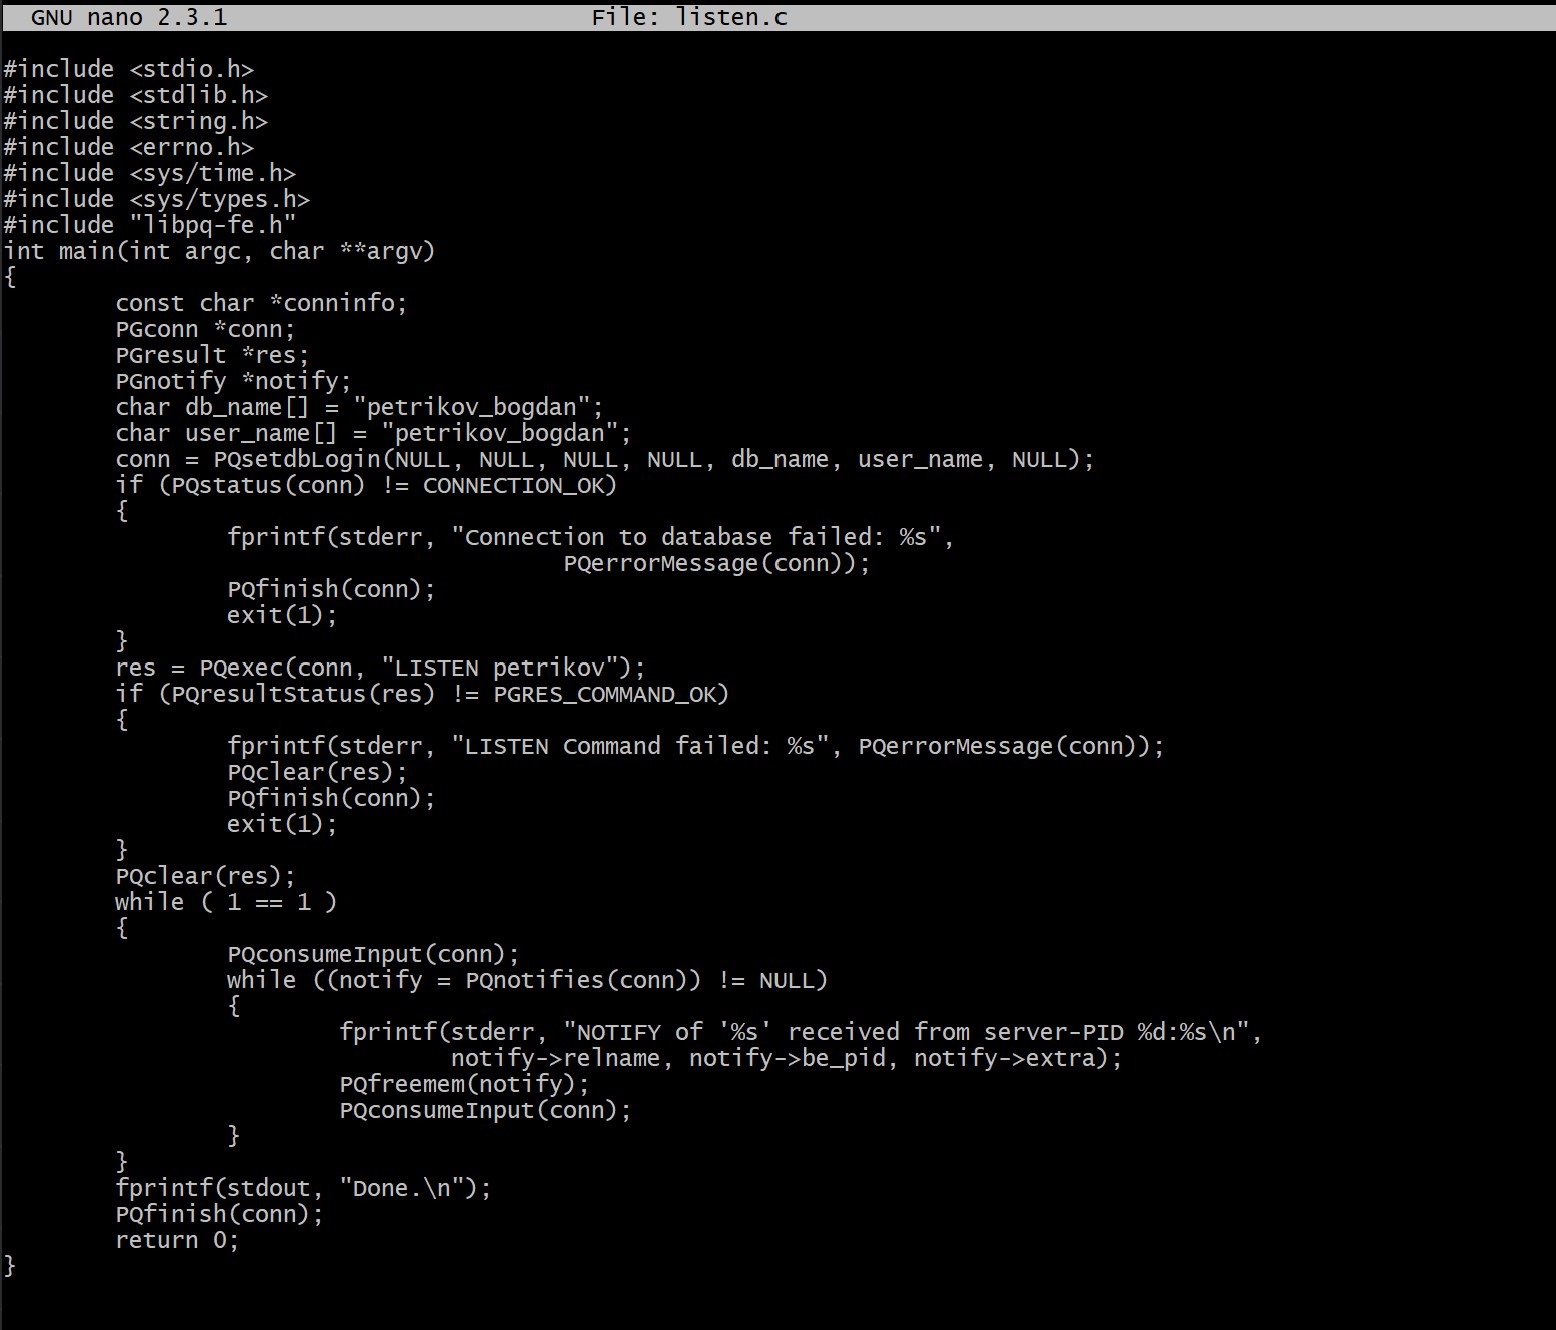 GNU nano 2.3.1                          File: listen.c

#include <stdio.h>
#include <stdlib.h>
#include <string.h>
#include <errno.h>
#include <sys/time.h>
#include <sys/types.h>
#include "libpq-fe.h"
int main(int argc, char **argv)
{
        const char *conninfo;
        PGconn *conn;
        PGresult *res;
        PGnotify *notify;
        char db_name[] = "petrikov_bogdan";
        char user_name[] = "petrikov_bogdan";
        conn = PQsetdbLogin(NULL, NULL, NULL, NULL, db_name, user_name, NULL);
        if (PQstatus(conn) != CONNECTION_OK)
        {
                fprintf(stderr, "Connection to database failed: %s",
                                        PQerrorMessage(conn));
                PQfinish(conn);
                exit(1);
        }
        res = PQexec(conn, "LISTEN petrikov");
        if (PQresultStatus(res) != PGRES_COMMAND_OK)
        {
                fprintf(stderr, "LISTEN Command failed: %s", PQerrorMessage(conn));
                PQclear(res);
                PQfinish(conn);
                exit(1);
        }
        PQclear(res);
        while ( 1 == 1 )
        {
                PQconsumeInput(conn);
                while ((notify = PQnotifies(conn)) != NULL)
                {
                        fprintf(stderr, "NOTIFY of '%s' received from server-PID %d:%s\n",
                                notify->relname, notify->be_pid, notify->extra);
                        PQfreemem(notify);
                        PQconsumeInput(conn);
                }
        }
        fprintf(stdout, "Done.\n");
        PQfinish(conn);
        return 0;
}